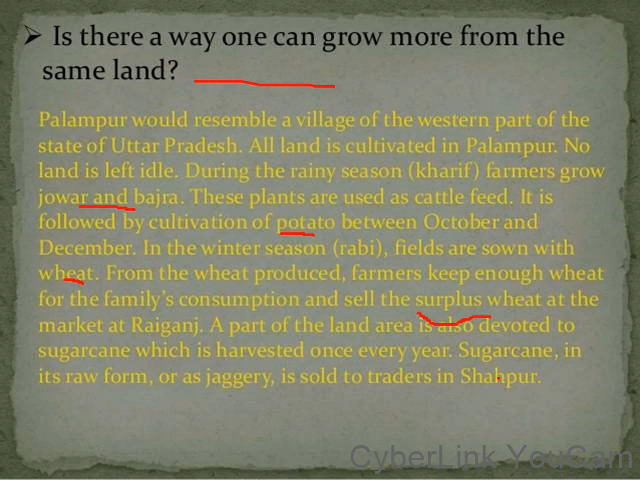 ➢ Is there a way one can grow more from the
same land?
Palampur would resemble a village of the western part of the
state of Uttar Pradesh. All land is cultivated in Palampur. No
land is left idle. During the rainy season (kharif) farmers grow
jowar and bajra. These plants are used as cattle feed. It is
followed by cultivation of potato between October and
December. In the winter season (rabi), fields are sown with
wheat. From the wheat produced, farmers keep enough wheat
for the family’s consumption and sell the surplus wheat at the
market at Raiganj. A part of the land area is also devoted to
sugarcane which is harvested once every year. Sugarcane, in
its raw form, or as jaggery, is sold to traders in Shahpur.
CyberLink YouCam